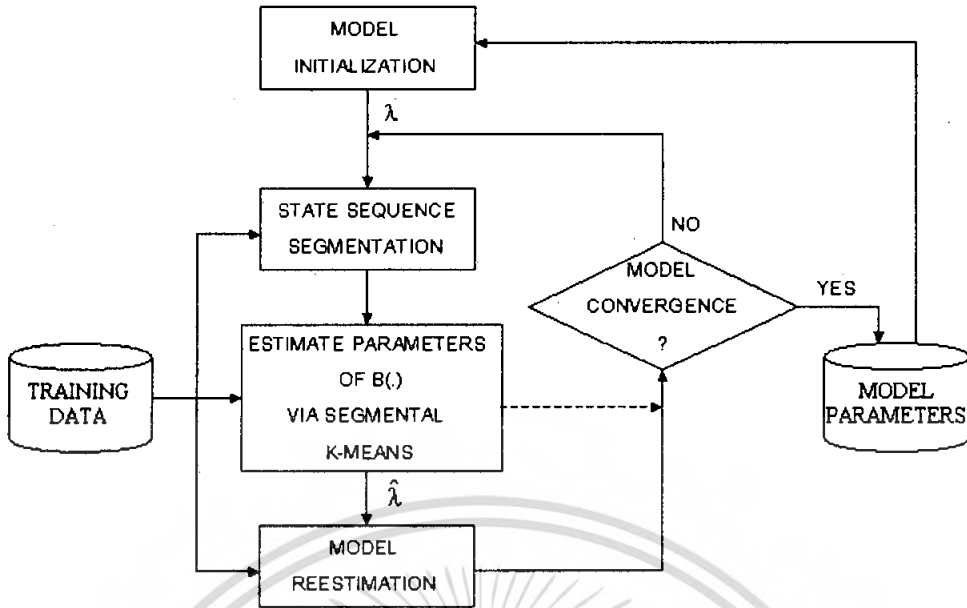 MODEL
INITIALIZATION
λ
STATE SEQUENCE
SEGMENTATION
NO
MODEL
CONVERGENCE
?
YES
ESTIMATE PARAMETERS
OF B(.)
VIA SEGMENTAL
K-MEANS
TRAINING
DATA
MODEL
PARAMETERS
λ̂
MODEL
REESTIMATION